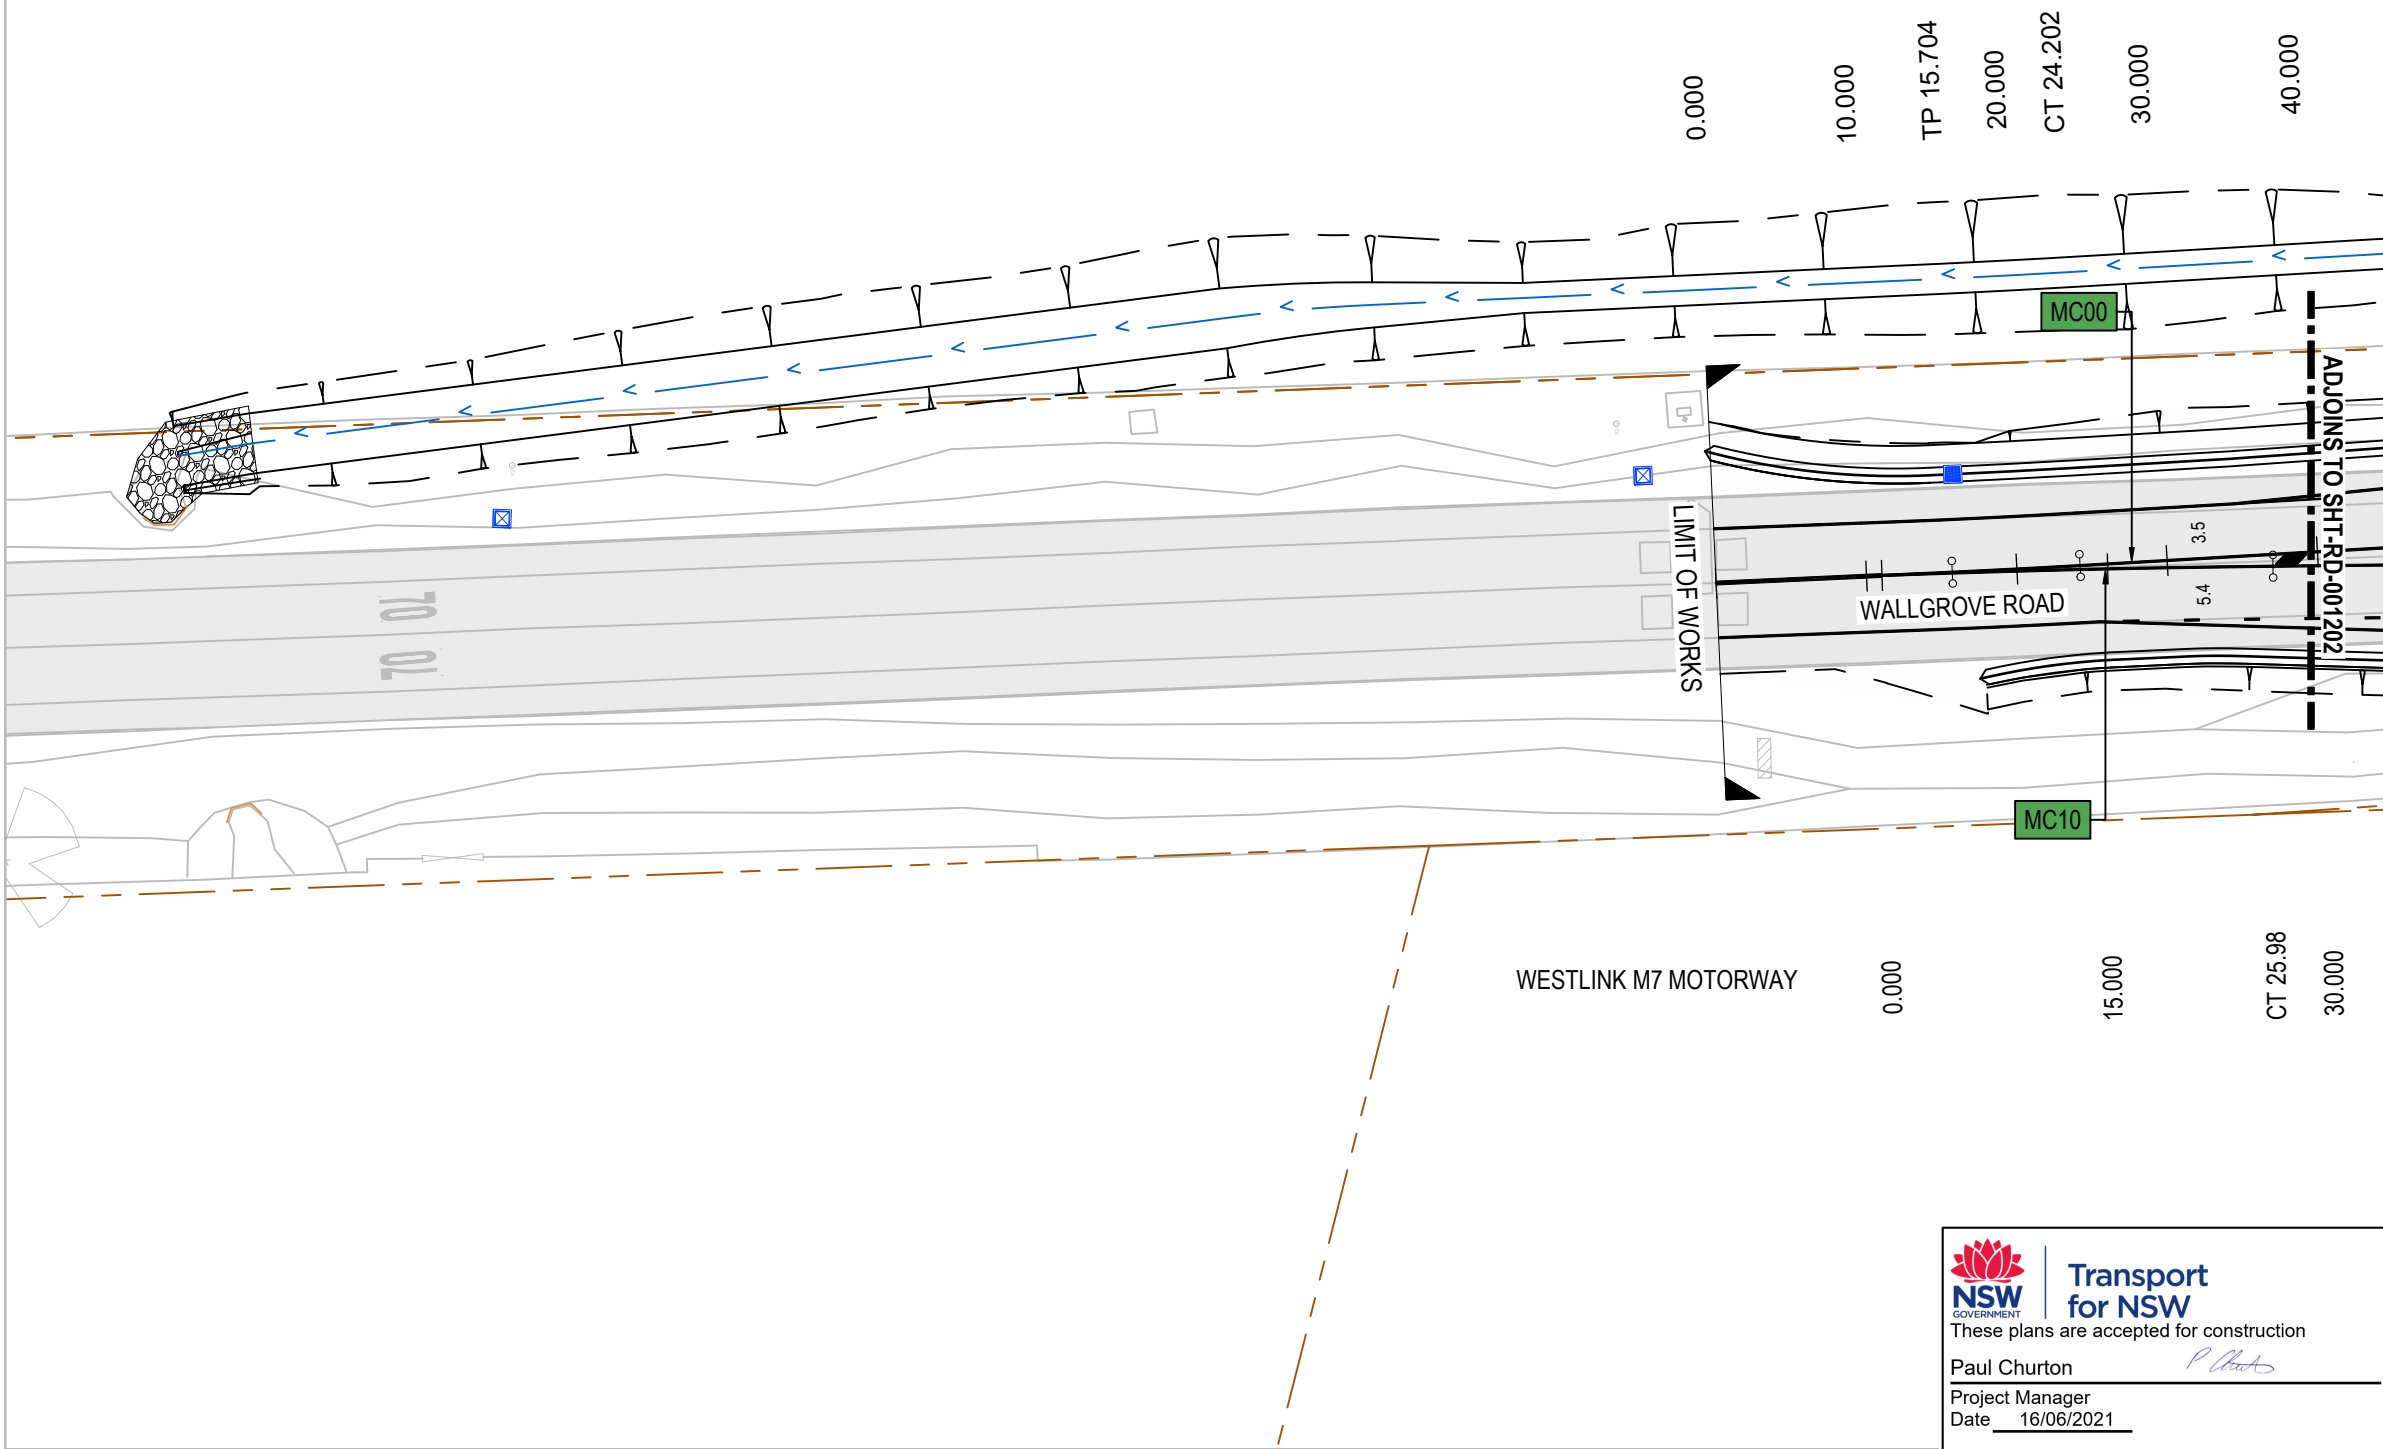 0.000
10.000
TP 15.704
20.000
CT 24.202
30.000
40.000
MC00
ADJOINS TO SHT-RD-001202
LIMIT OF WORKS
3.5
5.4
WALLGROVE ROAD
70
70
MC10
WESTLINK M7 MOTORWAY
0.000
15.000
CT 25.98
30.000
NSW
GOVERNMENT
Transport
for NSW
These plans are accepted for construction
Paul Churton
Project Manager
Date 16/06/2021